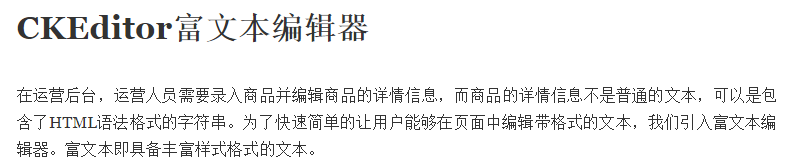 CKEditor富文本编辑器
在运营后台，运营人员需要录入商品并编辑商品的详情信息，而商品的详情信息不是普通的文本，可以是包
含了HTML语法格式的字符串。为了快速简单的让用户能够在页面中编辑带格式的文本，我们引入富文本编
辑器。富文本即具备丰富样式格式的文本。